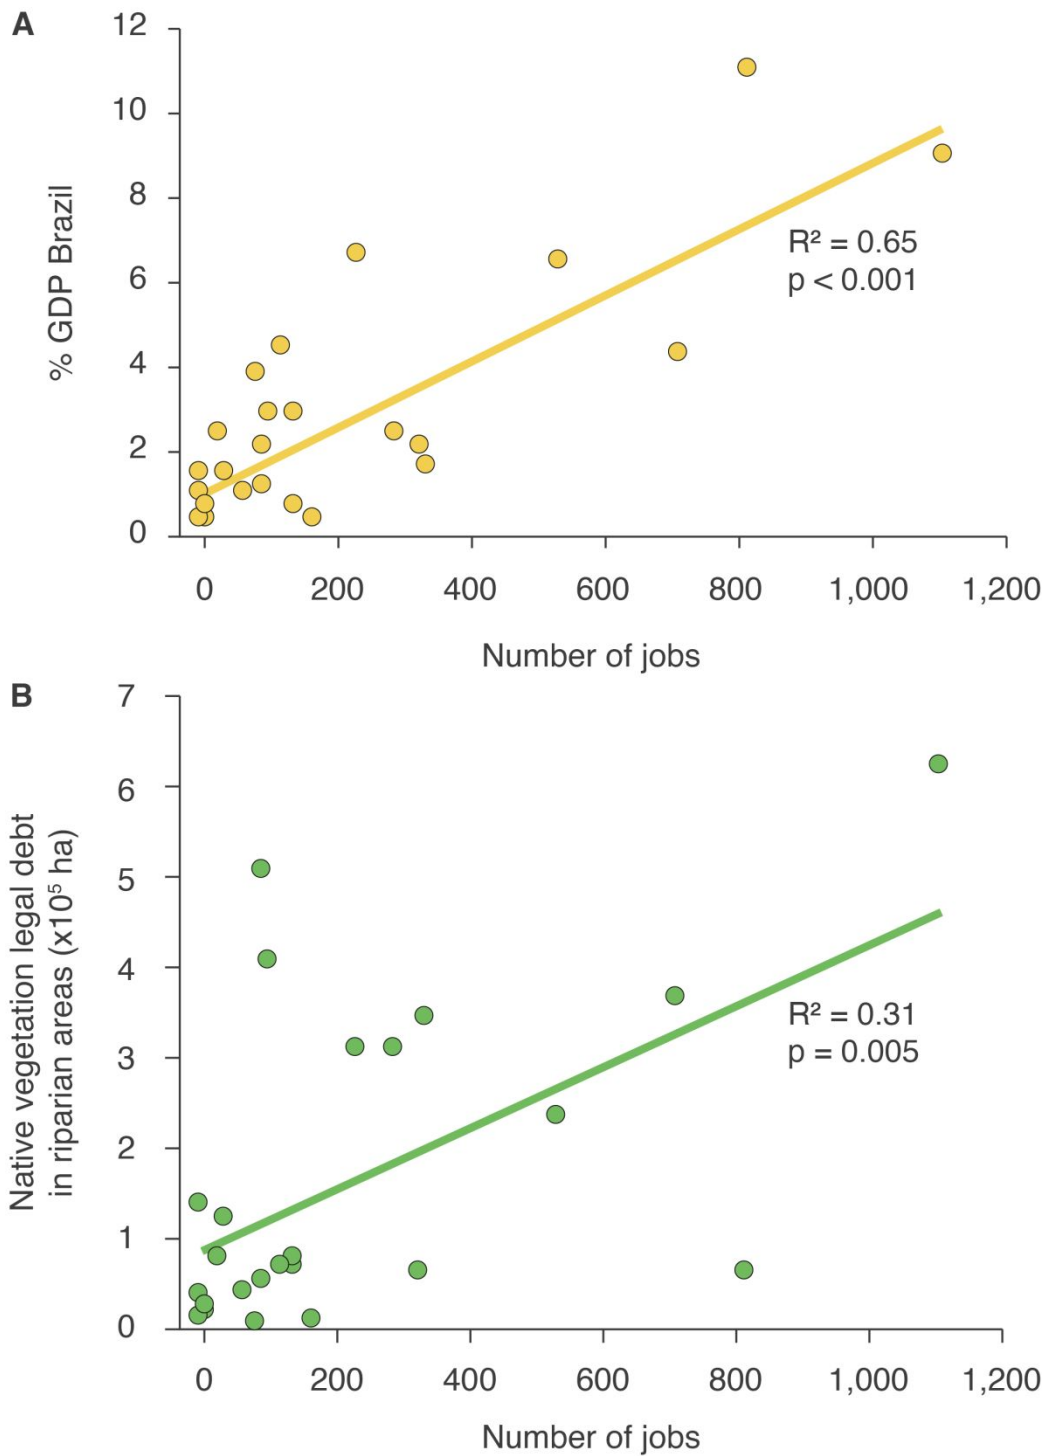 A
12
10
8
6
4
2
0
% GDP Brazil
R² = 0.65
p < 0.001
0 200 400 600 800 1,000 1,200
Number of jobs
B
7
6
5
4
3
2
1
0
Native vegetation legal debt
in riparian areas (x10⁵ ha)
R² = 0.31
p = 0.005
0 200 400 600 800 1,000 1,200
Number of jobs